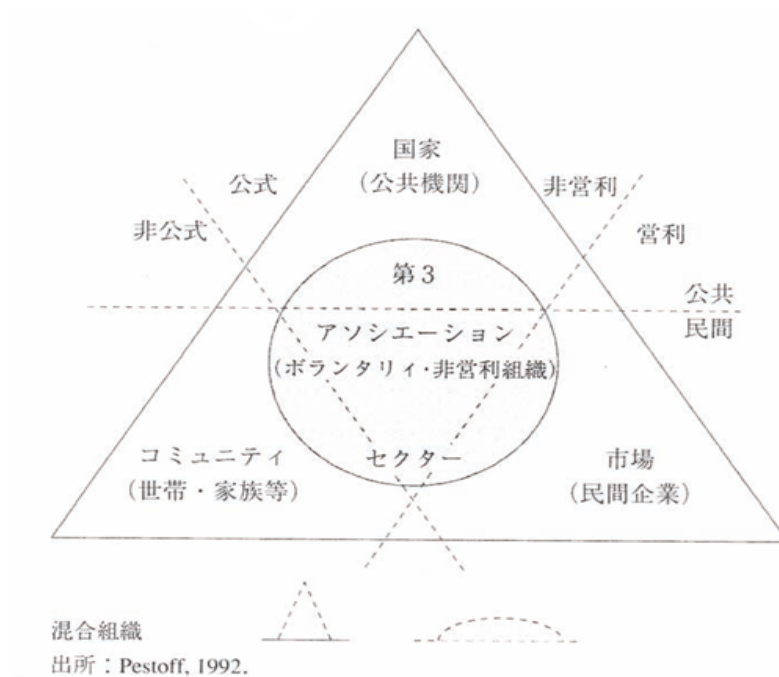 国家
(公共機関)
公式
非公式
非営利
営利
第3
公共
民間
アソシエーション
(ボランタリィ・非営利組織)
コミュニティ
(世帯・家族等)
セクター
市場
(民間企業)
混合組織
出所：Pestoff, 1992.